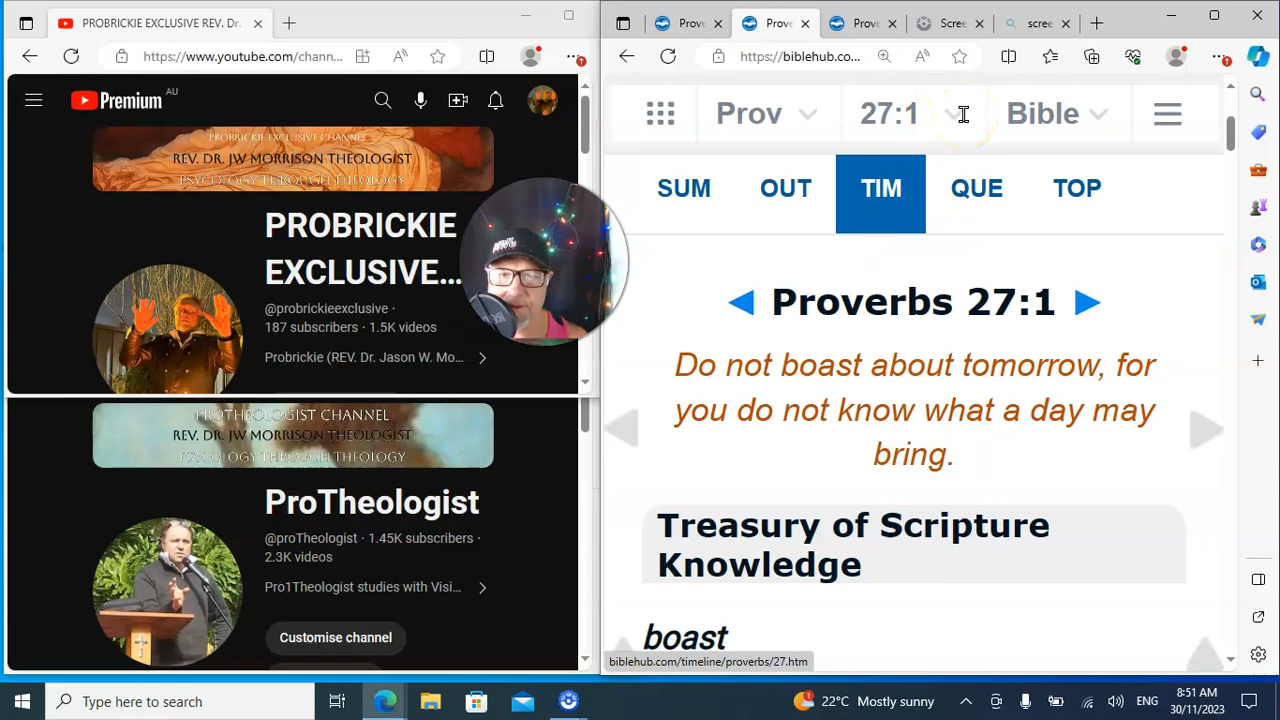 PROBRICKIE EXCLUSIVE REV. Dr.
https://www.youtube.com/chann...
Premium
AU
PROBRICKIE EXCLUSIVE CHANNEL
REV. DR. JW MORRISON THEOLOGIST
PSYCOLOGY THROUGH THEOLOGY
PROBRICKIE
EXCLUSIVE...
@probrickieexclusive ·
187 subscribers · 1.5K videos
Probrickie (REV. Dr. Jason W. Mo...
PROTHEOLOGIST CHANNEL
REV. DR. JW MORRISON THEOLOGIST
PSYCOLOGY THROUGH THEOLOGY
ProTheologist
@proTheologist · 1.45K subscribers ·
2.3K videos
Pro1Theologist studies with Visi...
Customise channel
Prove
Prove
Prove
Scree
scree
https://biblehub.co...
Prov
27:1
Bible
SUM
OUT
TIM
QUE
TOP
Proverbs 27:1
Do not boast about tomorrow, for
you do not know what a day may
bring.
Treasury of Scripture
Knowledge
boast
biblehub.com/timeline/proverbs/27.htm
Type here to search
22°C Mostly sunny
ENG
8:51 AM
30/11/2023